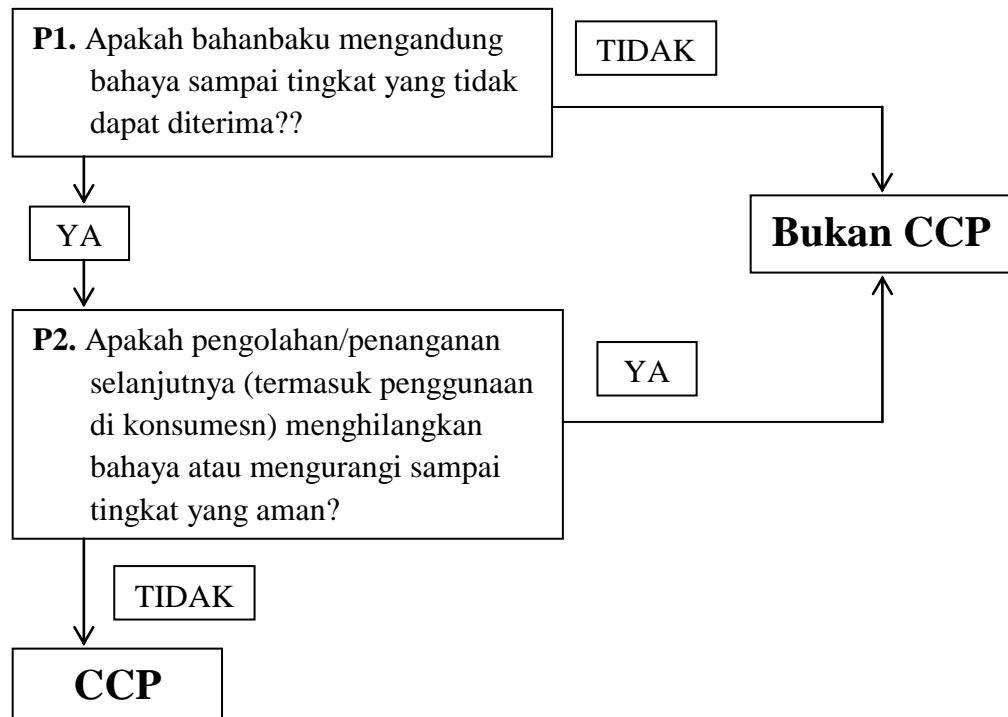 P1. Apakah bahanbaku mengandung
bahaya sampai tingkat yang tidak
dapat diterima??
TIDAK
YA
Bukan CCP
P2. Apakah pengolahan/penanganan
selanjutnya (termasuk penggunaan
di konsumesn) menghilangkan
bahaya atau mengurangi sampai
tingkat yang aman?
YA
TIDAK
CCP